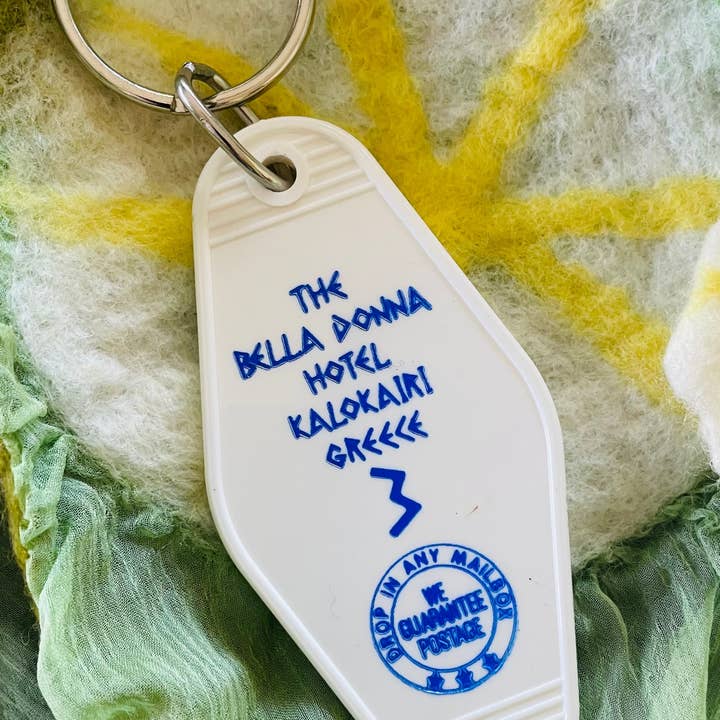 THE
BELLA DONNA
HOTEL
KALOKAIRI
GREECE
3
DROP IN ANY MAILBOX
WE
GUARANTEE
POSTAGE